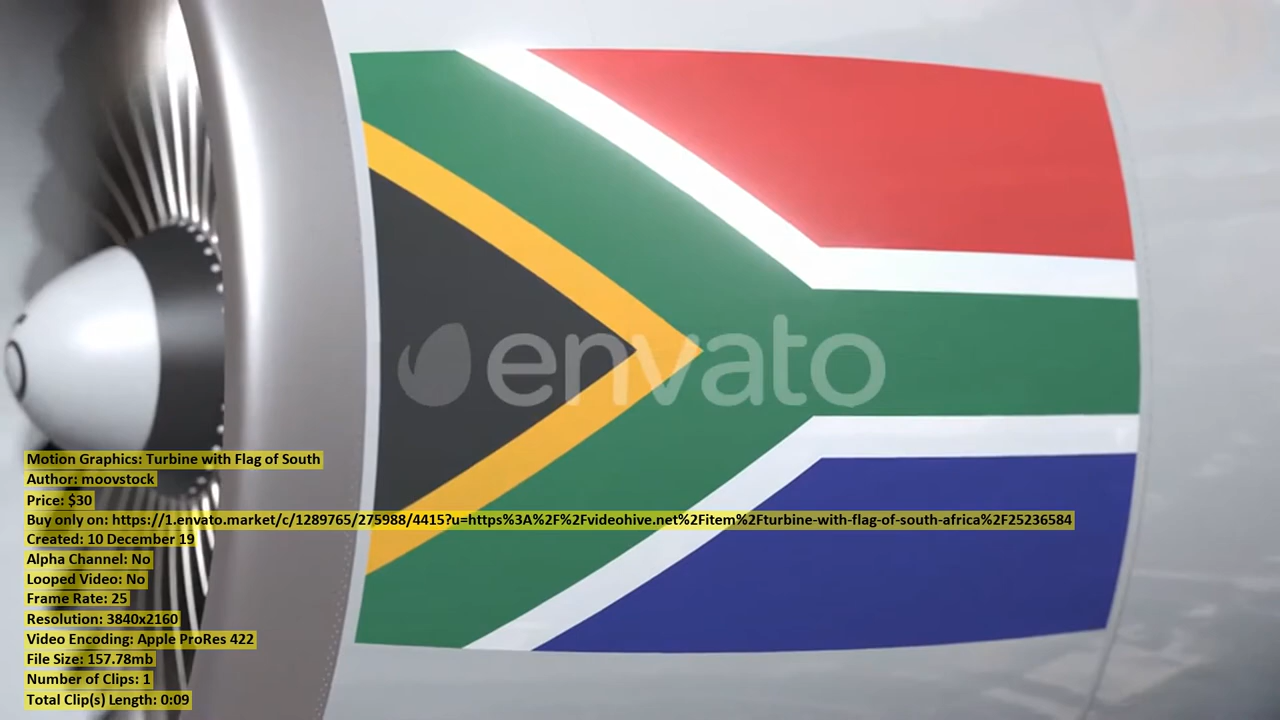 envato
Motion Graphics: Turbine with Flag of South
Author: moovstock
Price: $30
Buy only on: https://1.envato.market/c/1289765/275988/4415?u=https%3A%2F%2Fvideohive.net%2Fitem%2Fturbine-with-flag-of-south-africa%2F25236584
Created: 10 December 19
Alpha Channel: No
Looped Video: No
Frame Rate: 25
Resolution: 3840x2160
Video Encoding: Apple ProRes 422
File Size: 157.78mb
Number of Clips: 1
Total Clip(s) Length: 0:09